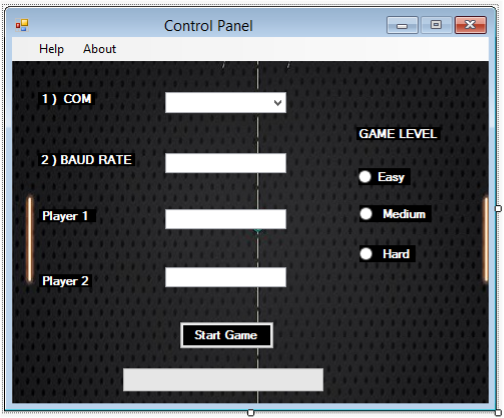 Control Panel
Help About
1 ) COM
GAME LEVEL
2 ) BAUD RATE
Easy
Player 1
Medium
Hard
Player 2
Start Game